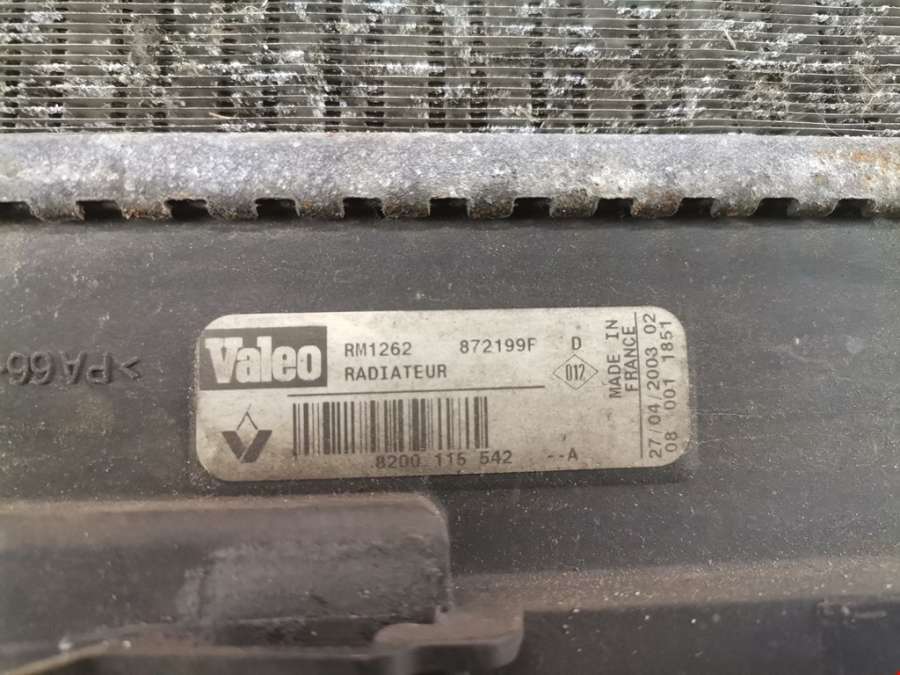 >PA66-
Valeo
RM1262 872199F D
RADIATEUR
012
8200 115 542 --A
MADE IN
FRANCE
27/04/2003 02
08 001 1851